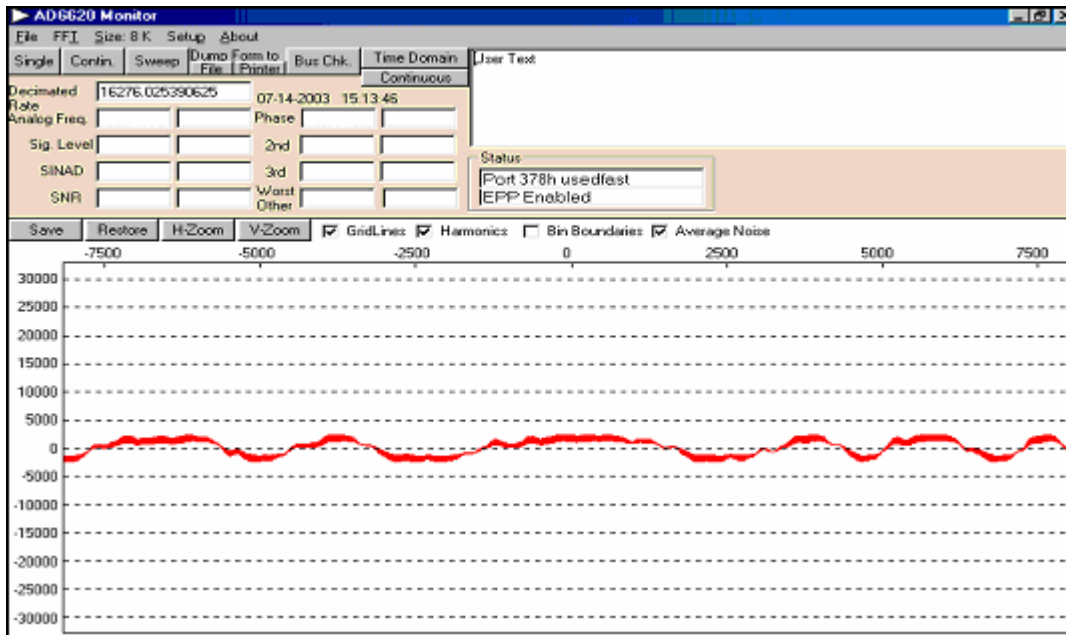 AD6620 Monitor
File FFT Size: 8 K Setup About
Single Contin. Sweep Dump File Form to Printer Bus Chk. Time Domain Continuous
User Text
Decimated Rate 16276.025390625 07-14-2003 15:13:46
Analog Freq. Phase
Sig. Level 2nd
SINAD 3rd
SNR Worst Other
Status
Port 378h usedfast
EPP Enabled
Save Restore H-Zoom V-Zoom GridLines Harmonics Bin Boundaries Average Noise
-7500 -5000 -2500 0 2500 5000 7500
30000
25000
20000
15000
10000
5000
0
-5000
-10000
-15000
-20000
-25000
-30000